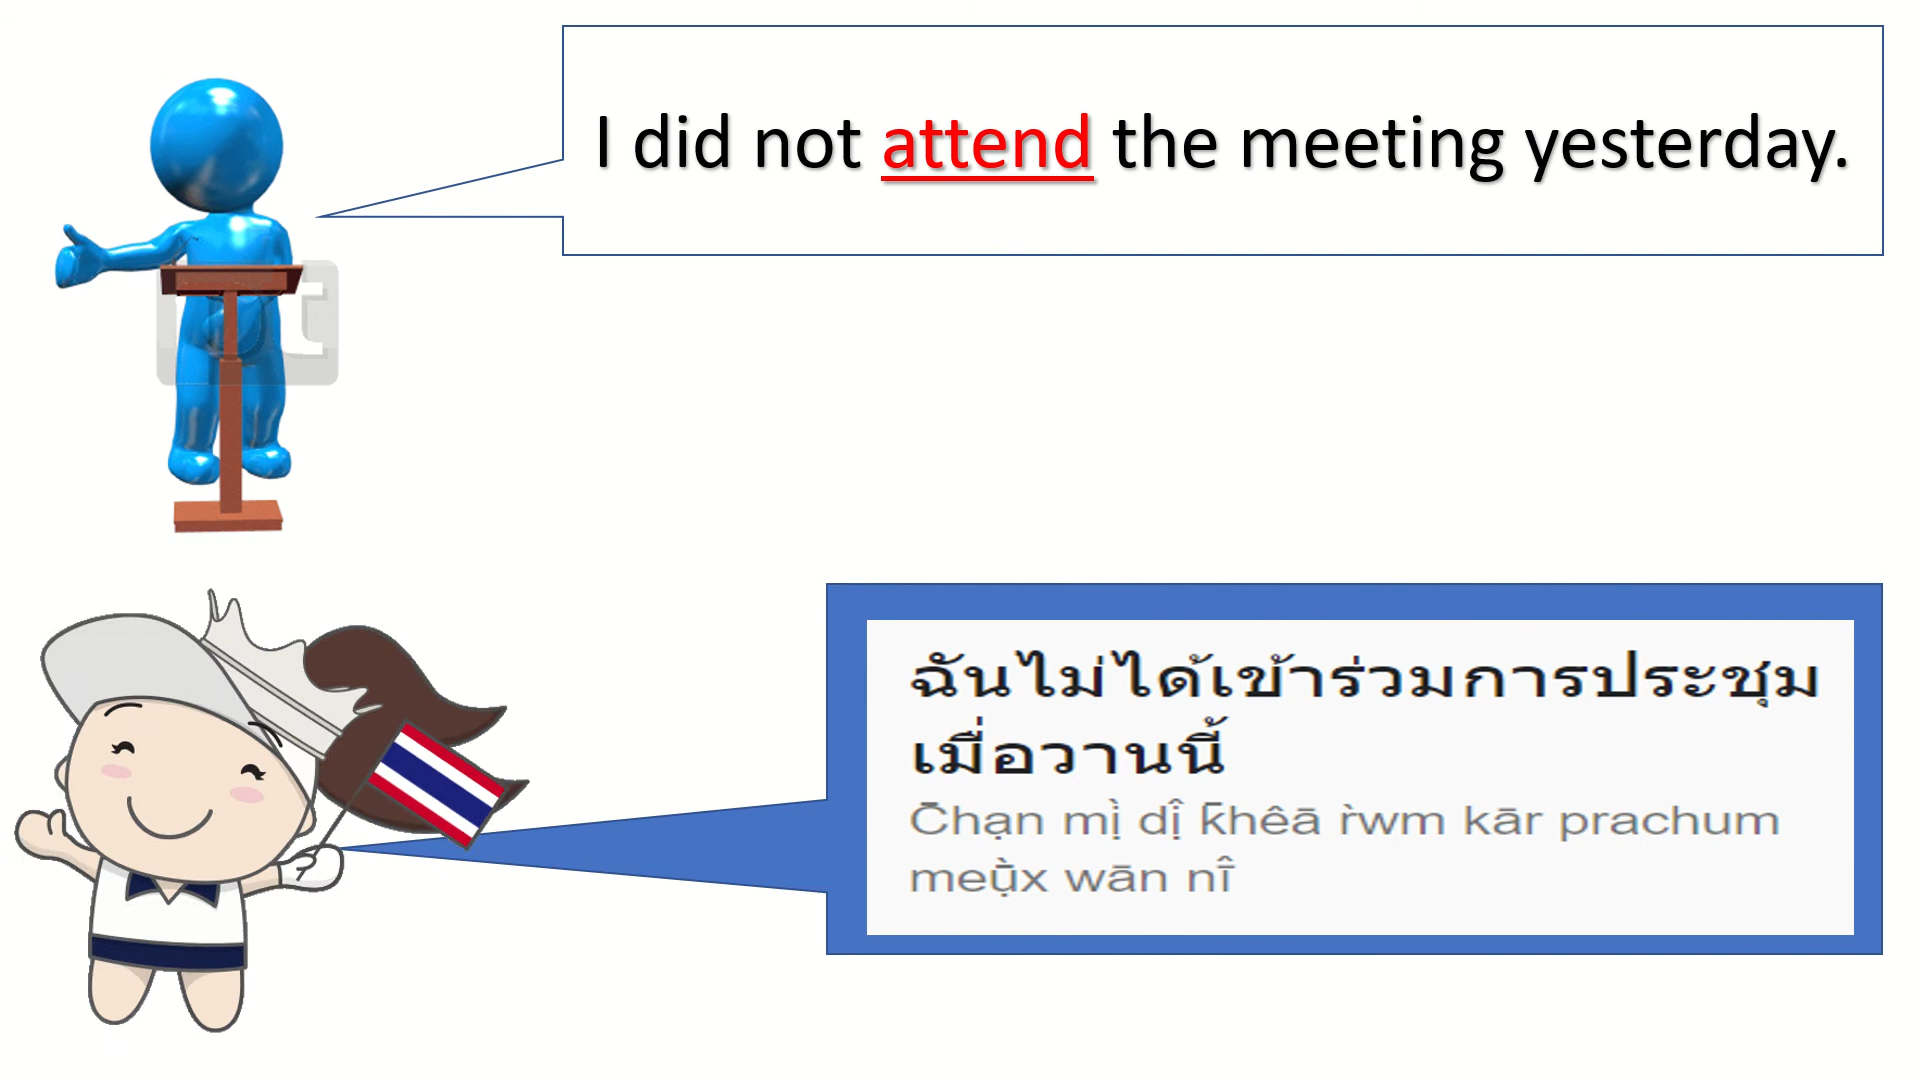 I did not attend the meeting yesterday.
ฉันไม่ได้เข้าร่วมการประชุม
เมื่อวานนี้
C̄hạn mị̀ dị̂ k̄hêā r̀wm kār prachum
meụ̄̀x wān nī̂